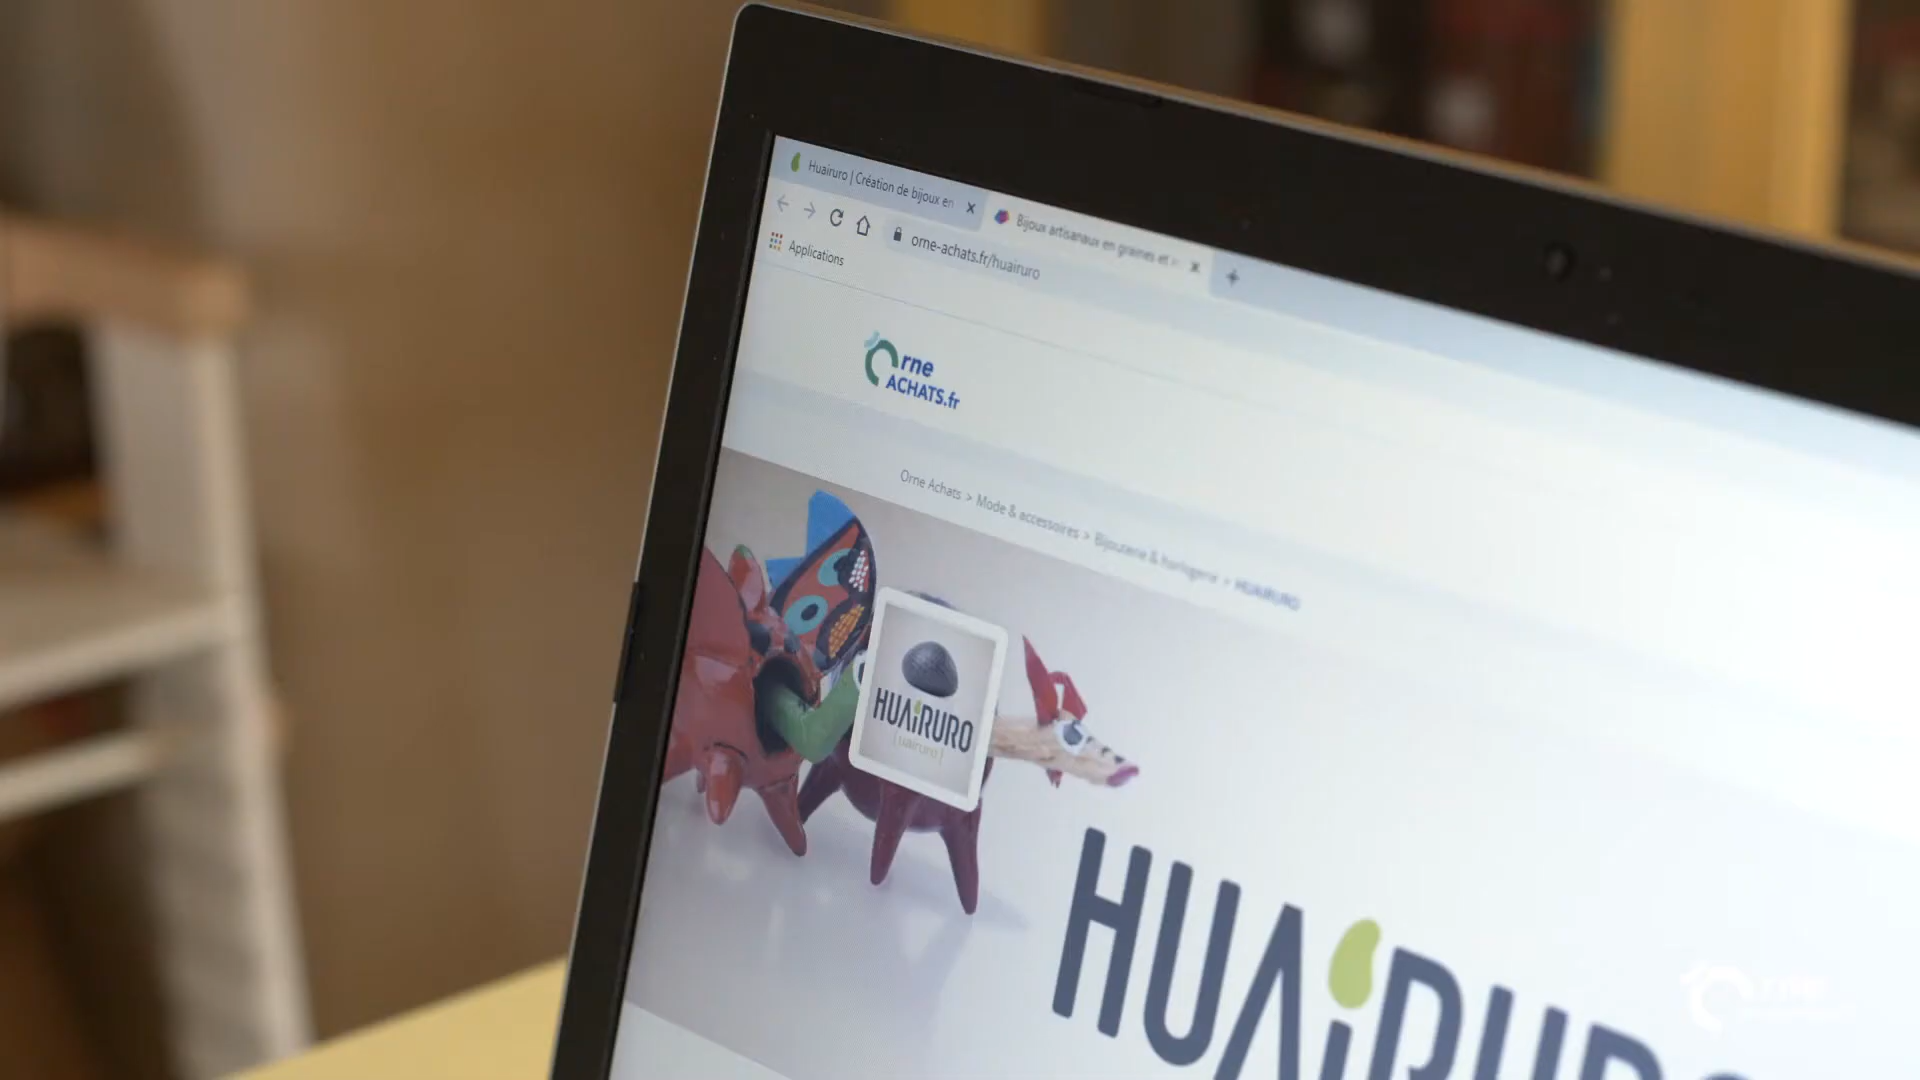 Huairuro | Création de bijoux en
Bijoux artisanaux en graines et
orne-achats.fr/huairuro
Applications
Orne
ACHATS.fr
Orne Achats > Mode & accessoires > Bijouterie & horlogerie > HUAIRURO
HUAiRURO
[uairuro]
HUAiRURO